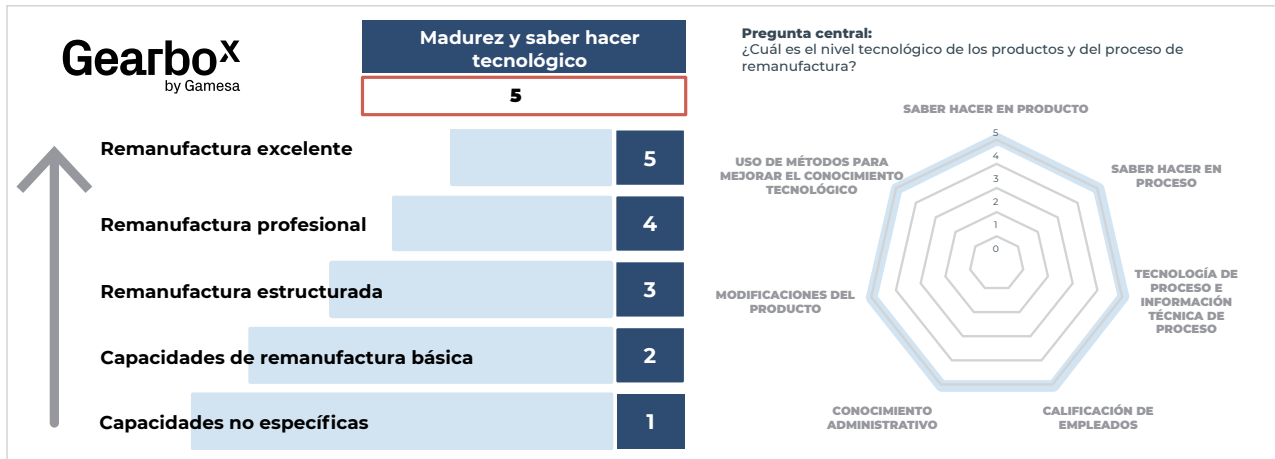 Gearbox
by Gamesa
Madurez y saber hacer
tecnológico
5
Remanufactura excelente
5
Remanufactura profesional
4
Remanufactura estructurada
3
Capacidades de remanufactura básica
2
Capacidades no específicas
1
Pregunta central:
¿Cuál es el nivel tecnológico de los productos y del proceso de
remanufactura?
SABER HACER EN PRODUCTO
5
4
3
2
1
0
USO DE MÉTODOS PARA
MEJORAR EL CONOCIMIENTO
TECNOLÓGICO
SABER HACER EN
PROCESO
MODIFICACIONES DEL
PRODUCTO
TECNOLOGÍA DE
PROCESO E
INFORMACIÓN
TÉCNICA DE
PROCESO
CONOCIMIENTO
ADMINISTRATIVO
CALIFICACIÓN DE
EMPLEADOS